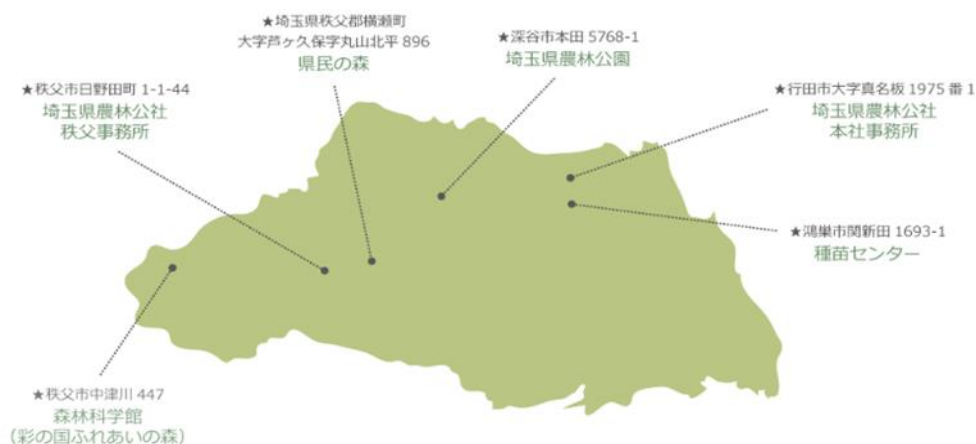 ★埼玉県秩父郡横瀬町
大字芦ヶ久保字丸山北平 896
県民の森
★深谷市本田 5768-1
埼玉県農林公園
★秩父市日野田町 1-1-44
埼玉県農林公社
秩父事務所
★行田市大字真名板 1975 番 1
埼玉県農林公社
本社事務所
★鴻巣市関新田 1693-1
種苗センター
★秩父市中津川 447
森林科学館
（彩の国ふれあいの森）